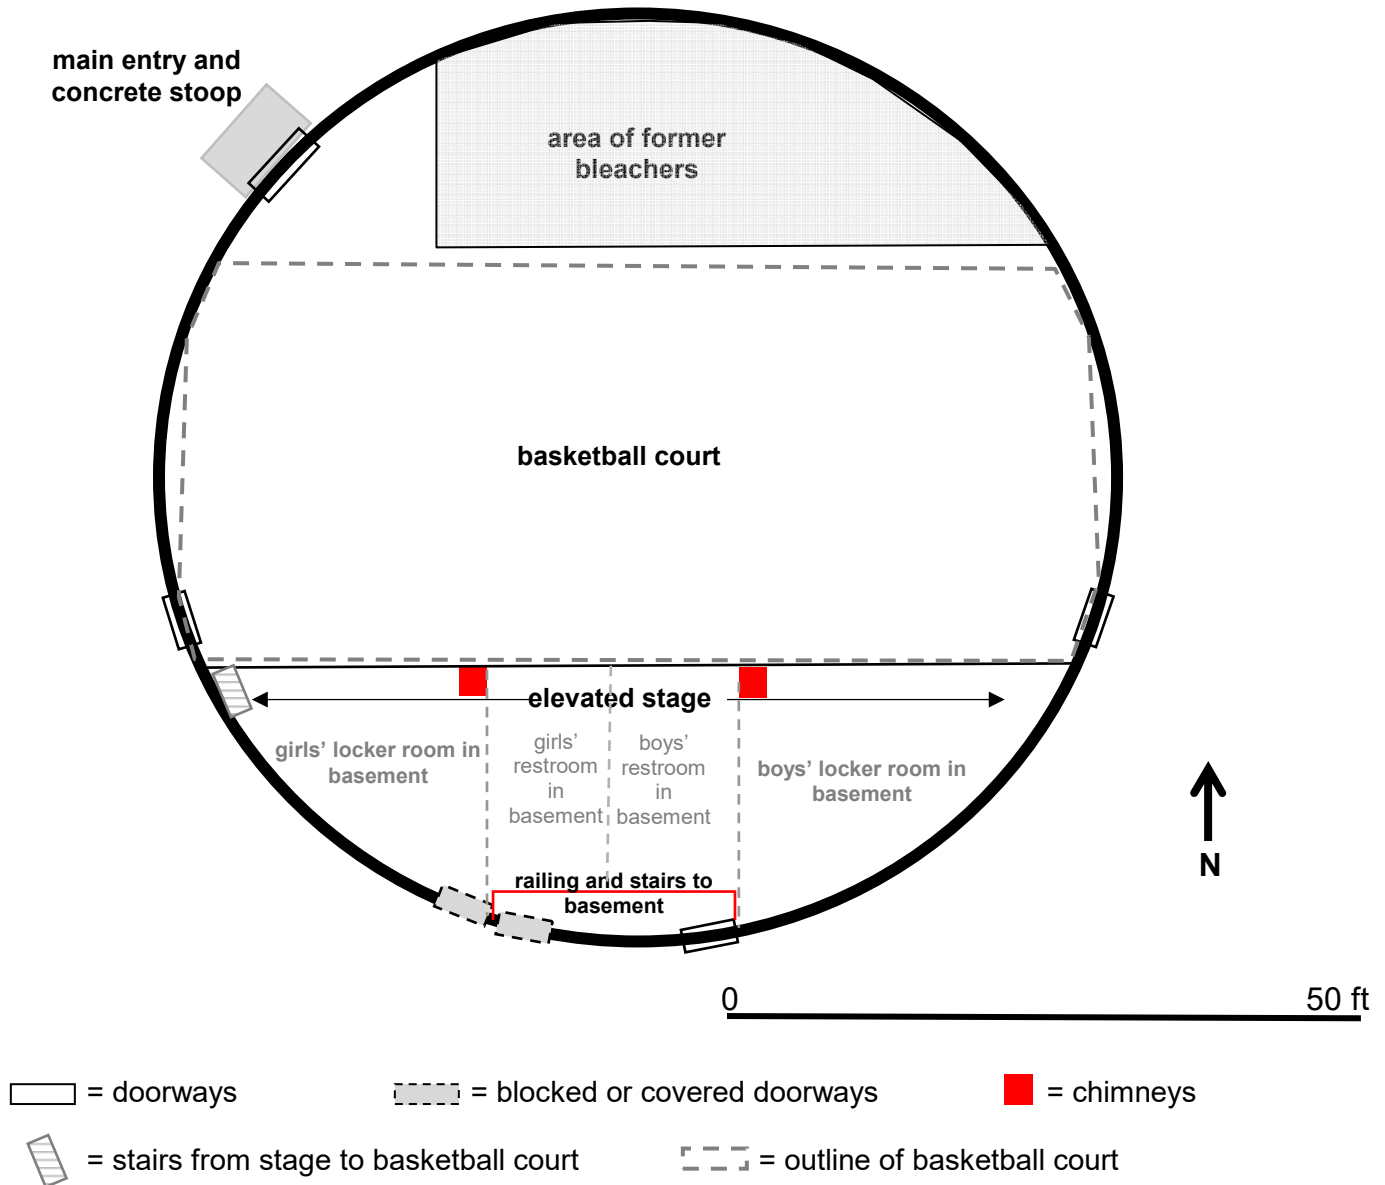 main entry and
concrete stoop
area of former
bleachers
basketball court
elevated stage
girls’ locker room in
basement
girls’
restroom
in
basement
boys’
restroom
in
basement
boys’ locker room in
basement
railing and stairs to
basement
N
0
50 ft
= doorways
= blocked or covered doorways
= chimneys
= stairs from stage to basketball court
= outline of basketball court